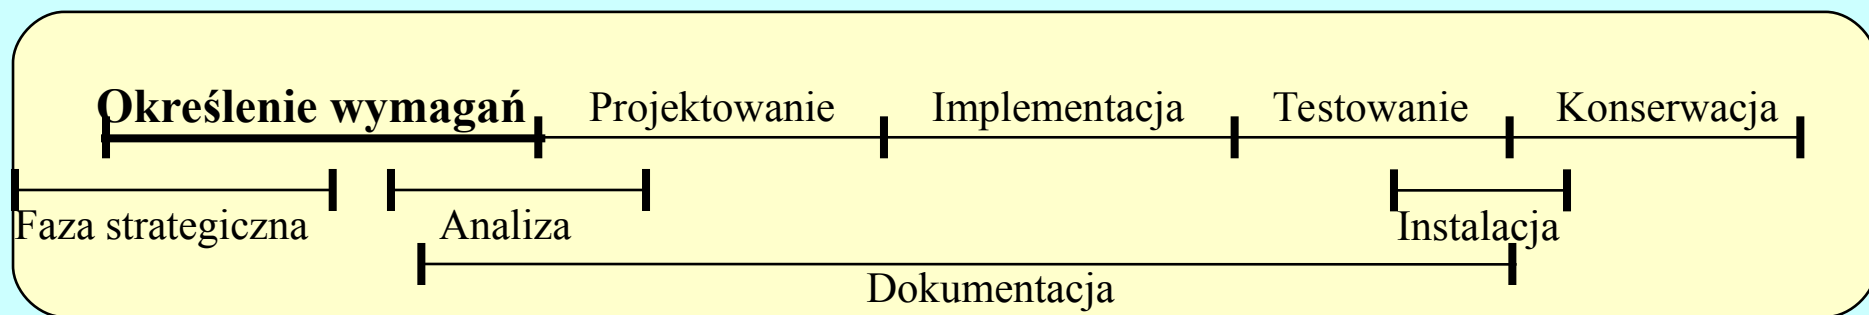 Określenie wymagań Projektowanie Implementacja Testowanie Konserwacja
Faza strategiczna Analiza Instalacja
Dokumentacja